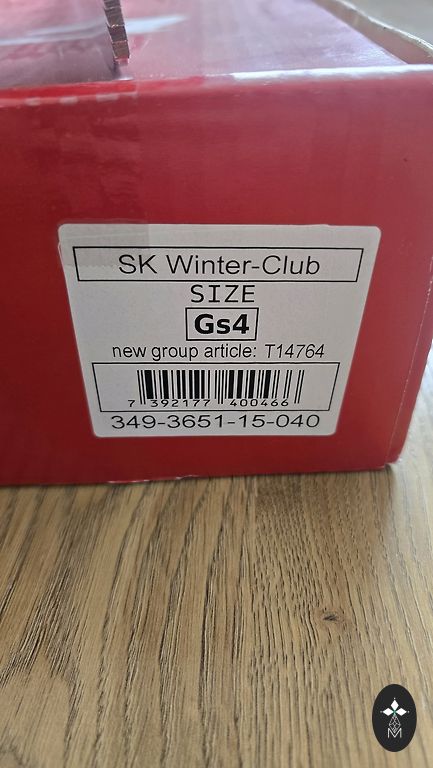 SK Winter-Club
SIZE
Gs4
new group article: T14764
7 392177 400466
349-3651-15-040
M